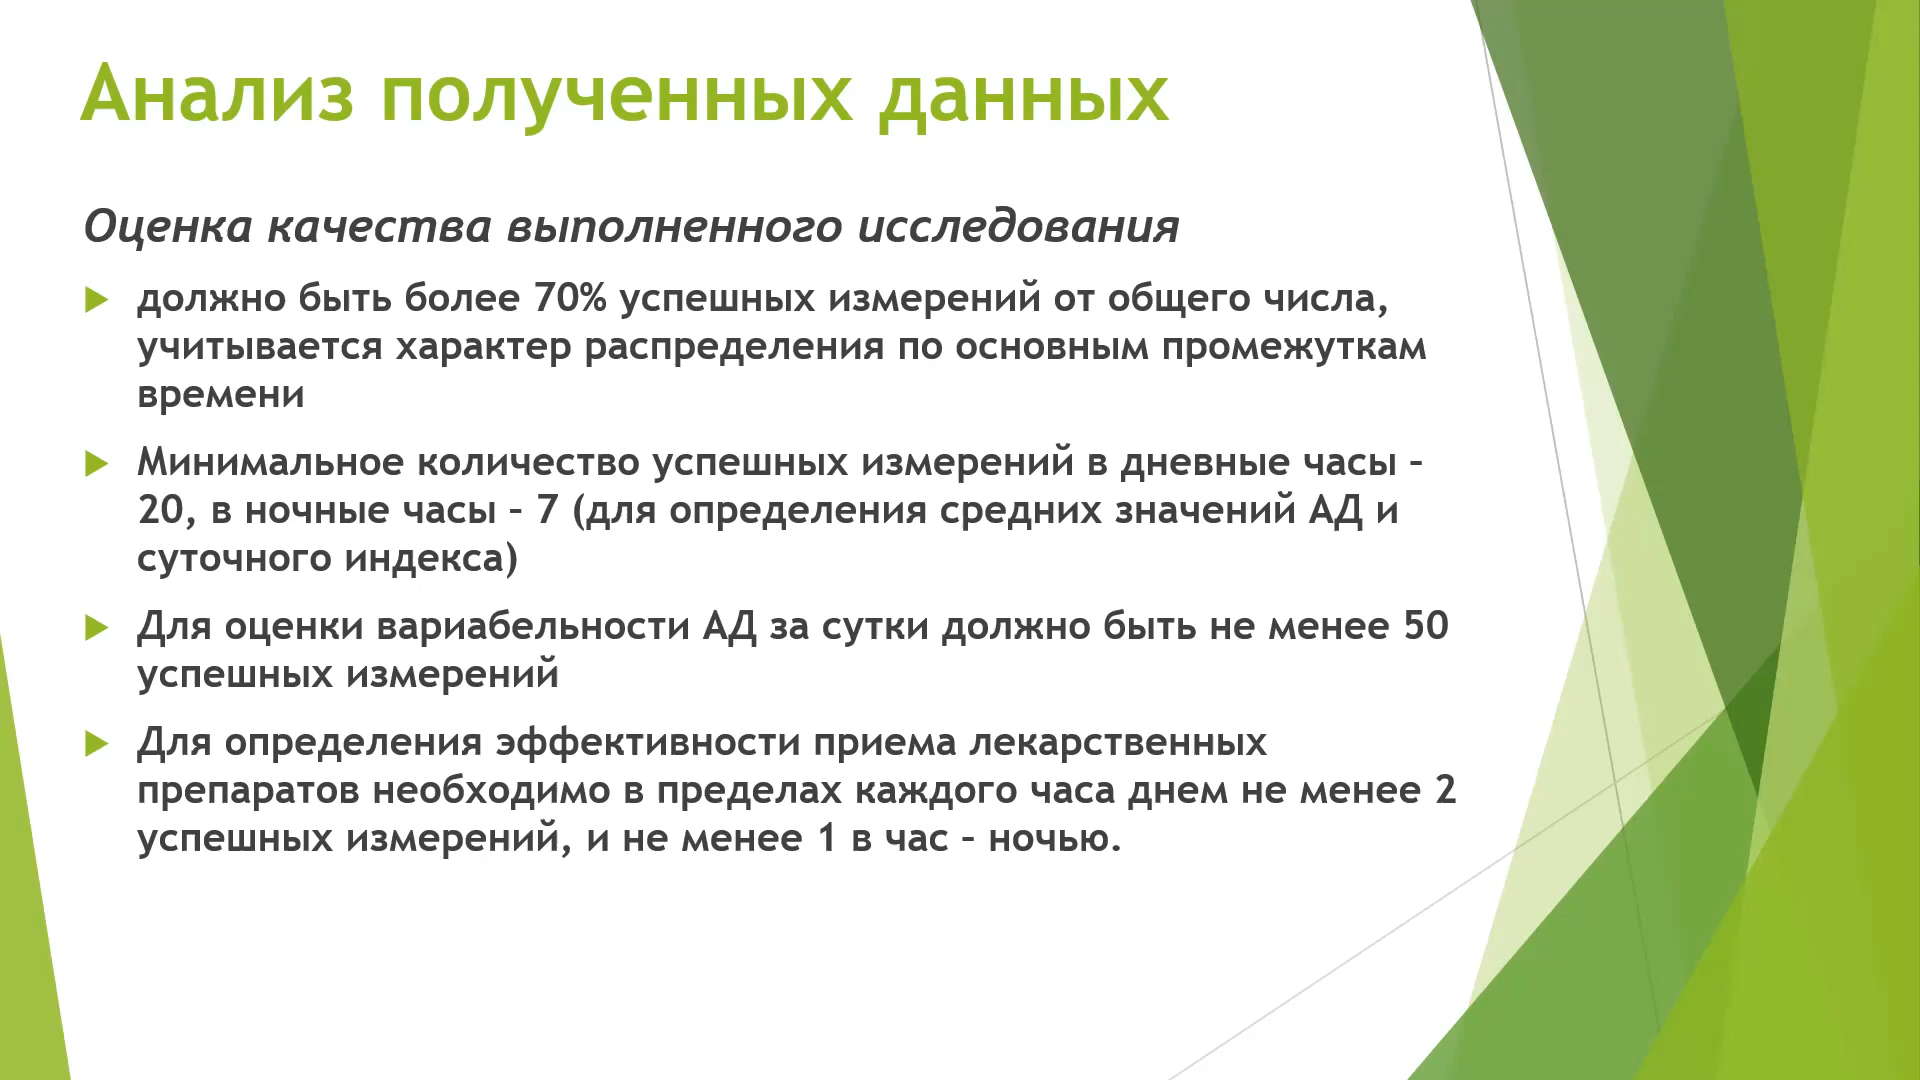 Анализ полученных данных
Оценка качества выполненного исследования
должно быть более 70% успешных измерений от общего числа,
учитывается характер распределения по основным промежуткам
времени
Минимальное количество успешных измерений в дневные часы –
20, в ночные часы – 7 (для определения средних значений АД и
суточного индекса)
Для оценки вариабельности АД за сутки должно быть не менее 50
успешных измерений
Для определения эффективности приема лекарственных
препаратов необходимо в пределах каждого часа днем не менее 2
успешных измерений, и не менее 1 в час – ночью.